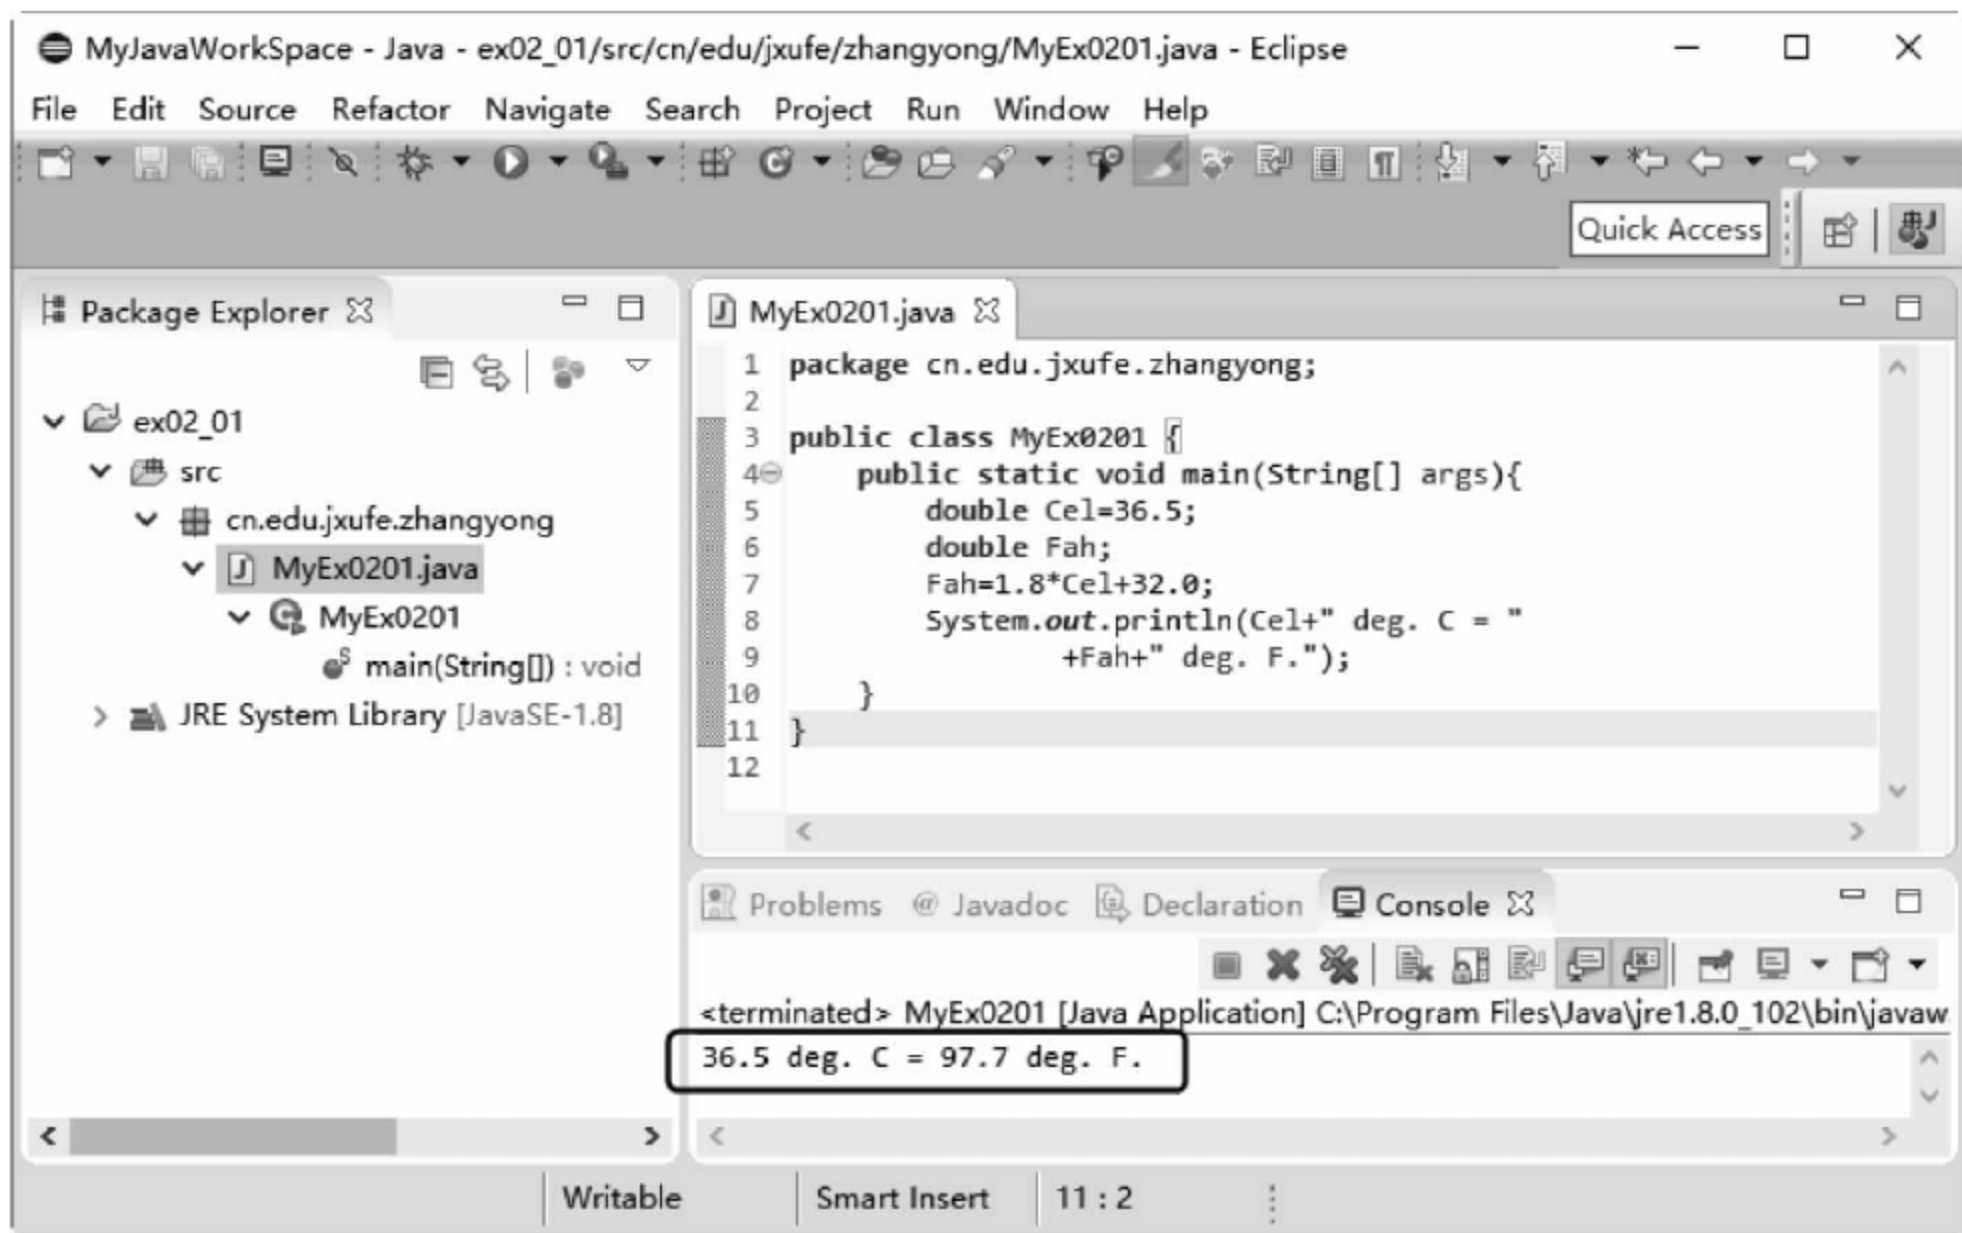 MyJavaWorkSpace - Java - ex02_01/src/cn/edu/jxufe/zhangyong/MyEx0201.java - Eclipse
File Edit Source Refactor Navigate Search Project Run Window Help
Quick Access
Package Explorer
ex02_01
src
cn.edu.jxufe.zhangyong
MyEx0201.java
MyEx0201
main(String[]) : void
JRE System Library [JavaSE-1.8]
MyEx0201.java
1 package cn.edu.jxufe.zhangyong;
2
3 public class MyEx0201 {
4 public static void main(String[] args){
5 double Cel=36.5;
6 double Fah;
7 Fah=1.8*Cel+32.0;
8 System.out.println(Cel+" deg. C = "
9 +Fah+" deg. F.");
10 }
11 }
12
Problems @ Javadoc Declaration Console
<terminated> MyEx0201 [Java Application] C:\Program Files\Java\jre1.8.0_102\bin\javaw
36.5 deg. C = 97.7 deg. F.
Writable Smart Insert 11 : 2